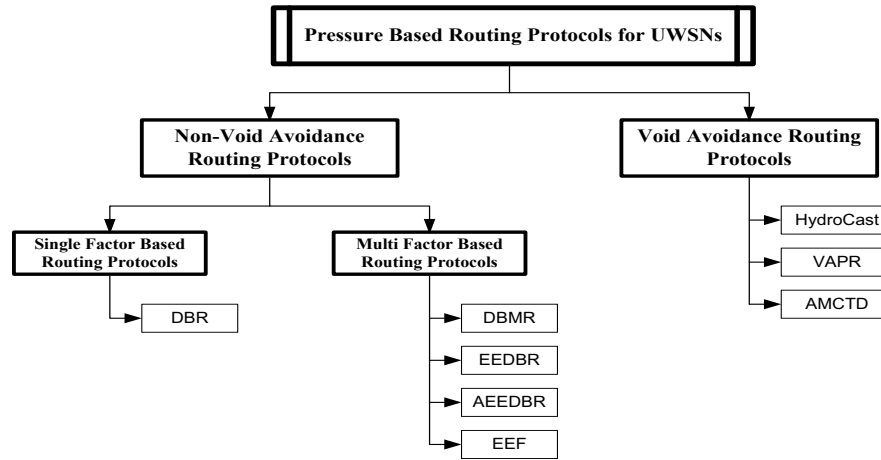 Pressure Based Routing Protocols for UWSNs
Non-Void Avoidance
Routing Protocols
Void Avoidance Routing
Protocols
Single Factor Based
Routing Protocols
Multi Factor Based
Routing Protocols
HydroCast
VAPR
AMCTD
DBR
DBMR
EEDBR
AEEDBR
EEF